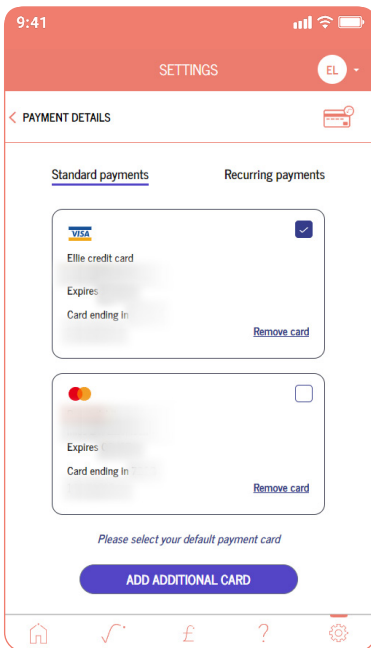 9:41
SETTINGS
EL
PAYMENT DETAILS
Standard payments
Recurring payments
VISA
Ellie credit card
Expires
Card ending in
Remove card
Expires
Card ending in
Remove card
Please select your default payment card
ADD ADDITIONAL CARD
£
?